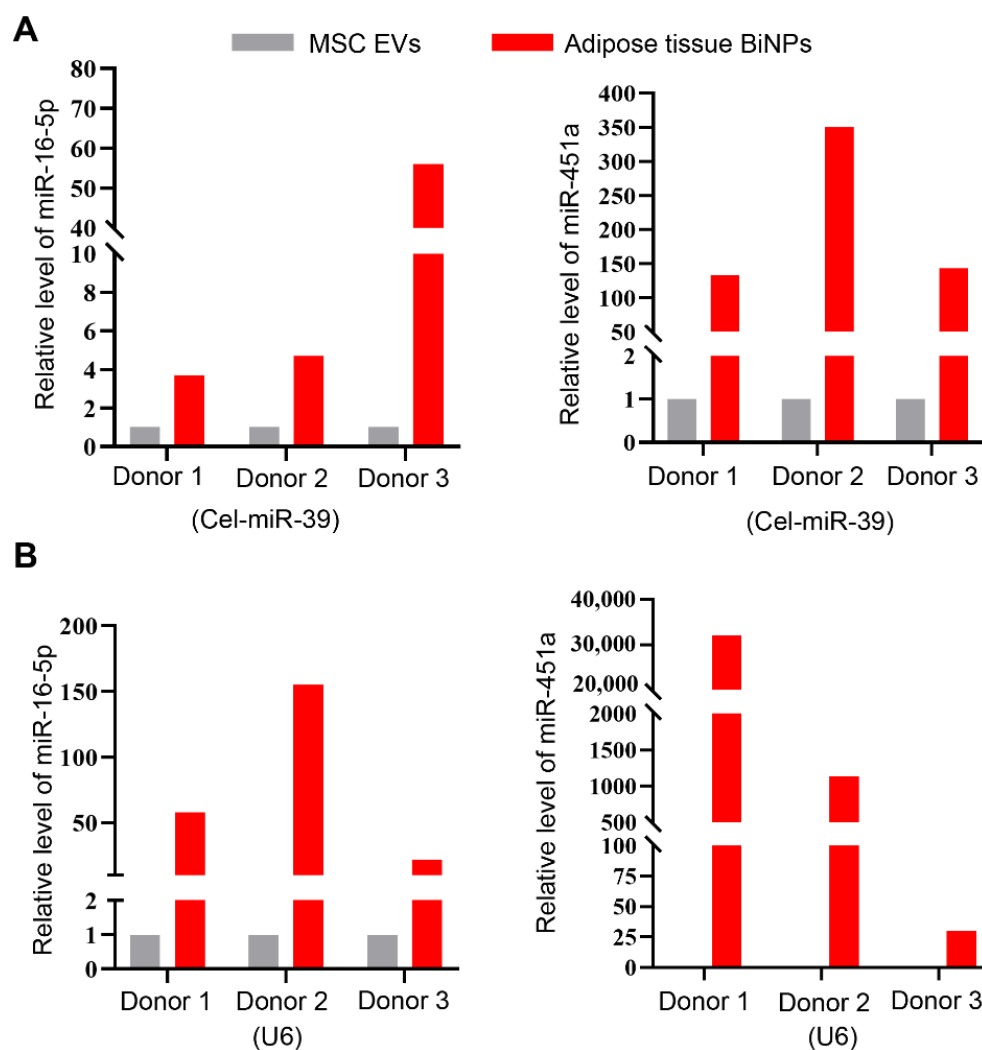 A
MSC EVs
Adipose tissue BiNPs
Relative level of miR-16-5p
80
70
60
50
40
10
8
6
4
2
0
Donor 1 Donor 2 Donor 3
(Cel-miR-39)
Relative level of miR-451a
400
350
300
250
200
150
100
50
2
1
0
Donor 1 Donor 2 Donor 3
(Cel-miR-39)
B
Relative level of miR-16-5p
200
150
100
50
2
1
0
Donor 1 Donor 2 Donor 3
(U6)
Relative level of miR-451a
40,000
30,000
20,000
2000
1500
1000
500
100
75
50
25
0
Donor 1 Donor 2 Donor 3
(U6)